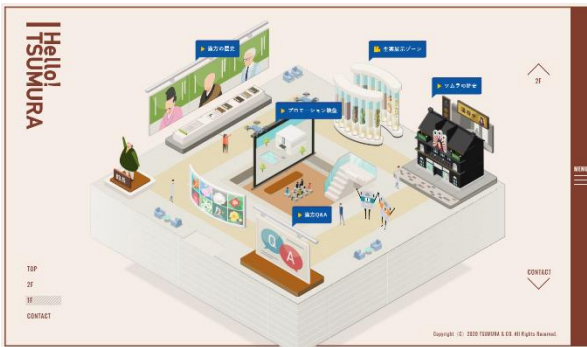 Hello!
TSUMURA
漢方の歴史
生薬展示ゾーン
2F
ツムラの歴史
プロモーション映像
MENU
漢方Q&A
Q
A
TOP
2F
1F
CONTACT
CONTACT
Copyright (C) 2020 TSUMURA & CO. All Rights Reserved.